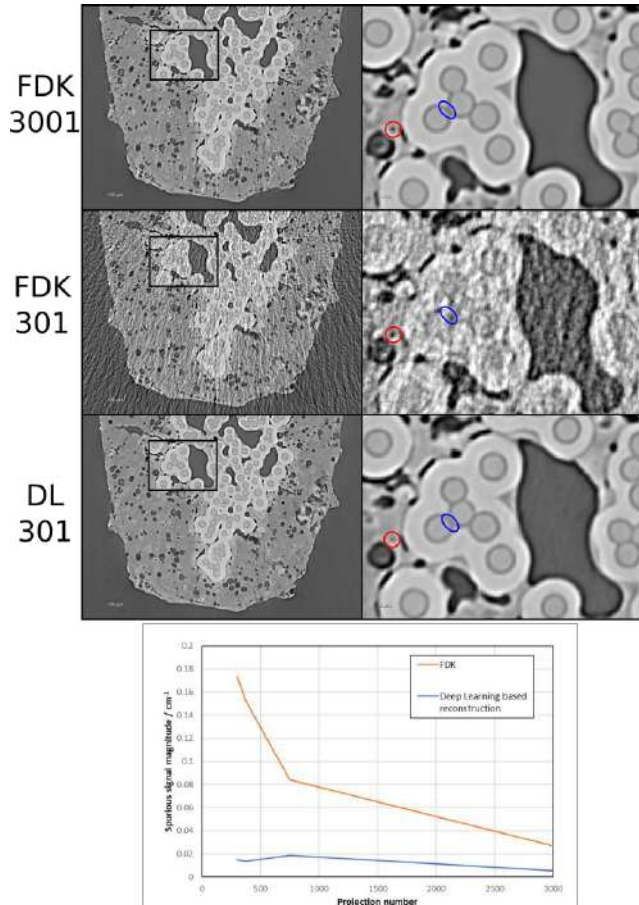 FDK
3001
FDK
301
DL
301
0.2
0.18
0.16
0.14
0.12
0.1
0.08
0.06
0.04
0.02
0
Spurious signal magnitude / cm⁻¹
FDK
Deep Learning based
reconstruction
0
500
1000
1500
2000
2500
3000
Projection number